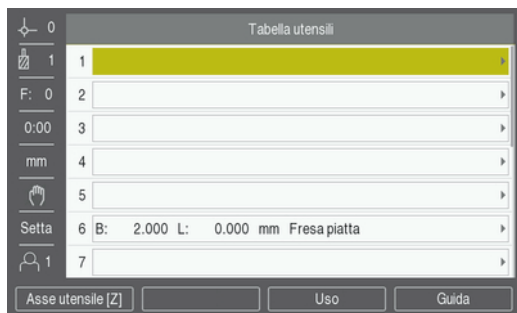 0
Tabella utensili
1
1
F: 0
2
0:00
3
mm
4
5
Setta
6 B: 2.000 L: 0.000 mm Fresa piatta
1
7
Asse utensile [Z]
Uso
Guida